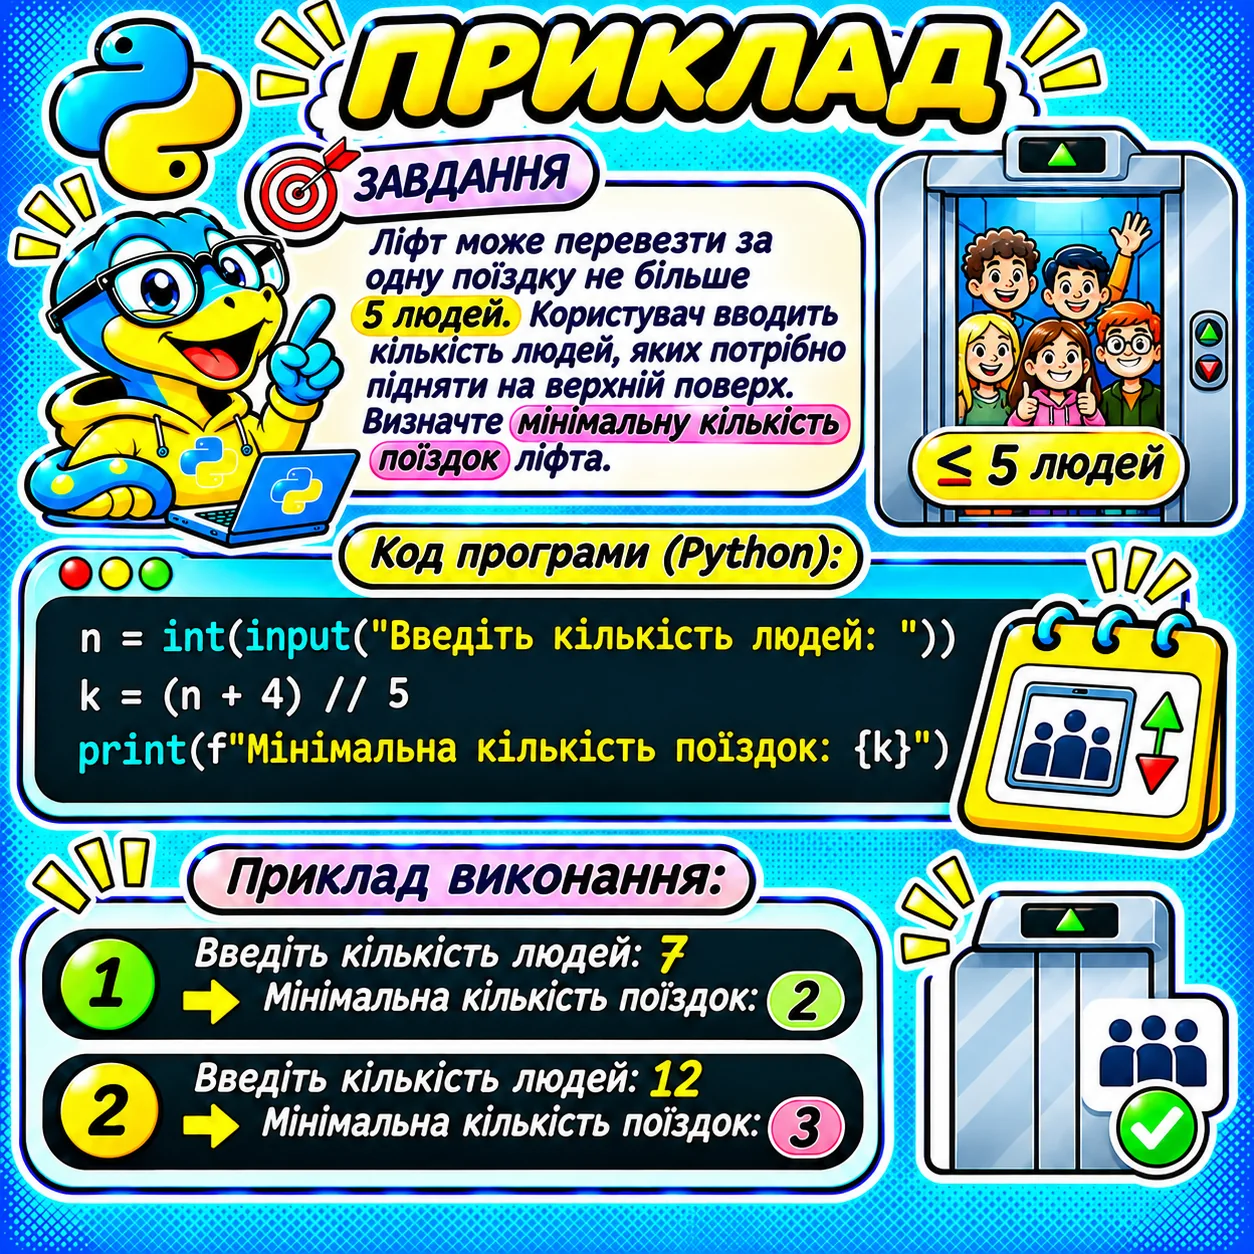 ПРИКЛАД
ЗАВДАННЯ
Ліфт може перевезти за
одну поїздку не більше
5 людей. Користувач вводить
кількість людей, яких потрібно
підняти на верхній поверх.
Визначте мінімальну кількість
поїздок ліфта.
≤ 5 людей
Код програми (Python):
n = int(input("Введіть кількість людей: "))
k = (n + 4) // 5
print(f"Мінімальна кількість поїздок: {k}")
Приклад виконання:
1
Введіть кількість людей: 7
Мінімальна кількість поїздок: 2
2
Введіть кількість людей: 12
Мінімальна кількість поїздок: 3